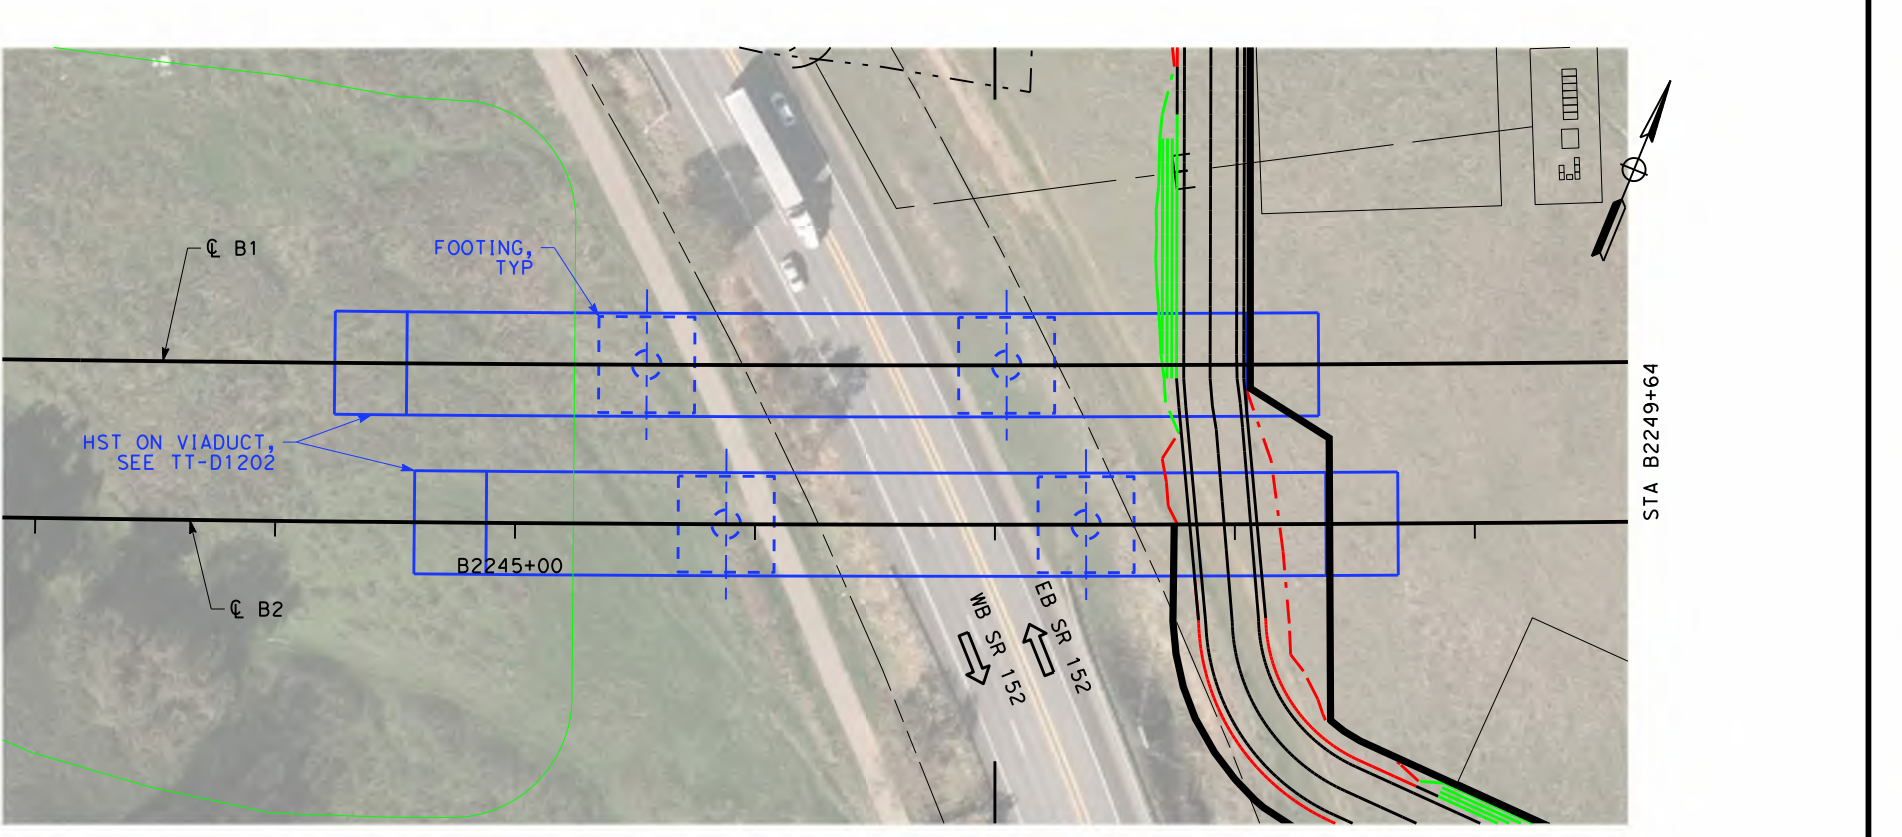 ℄ B1
FOOTING,
TYP
HST ON VIADUCT,
SEE TT-D1202
B2245+00
℄ B2
WB SR 152
EB SR 152
STA B2249+64